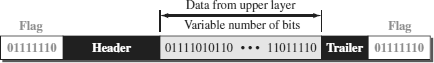 Data from upper layer
Flag Variable number of bits Flag
01111110 Header 01111010110 ••• 11011110 Trailer 01111110